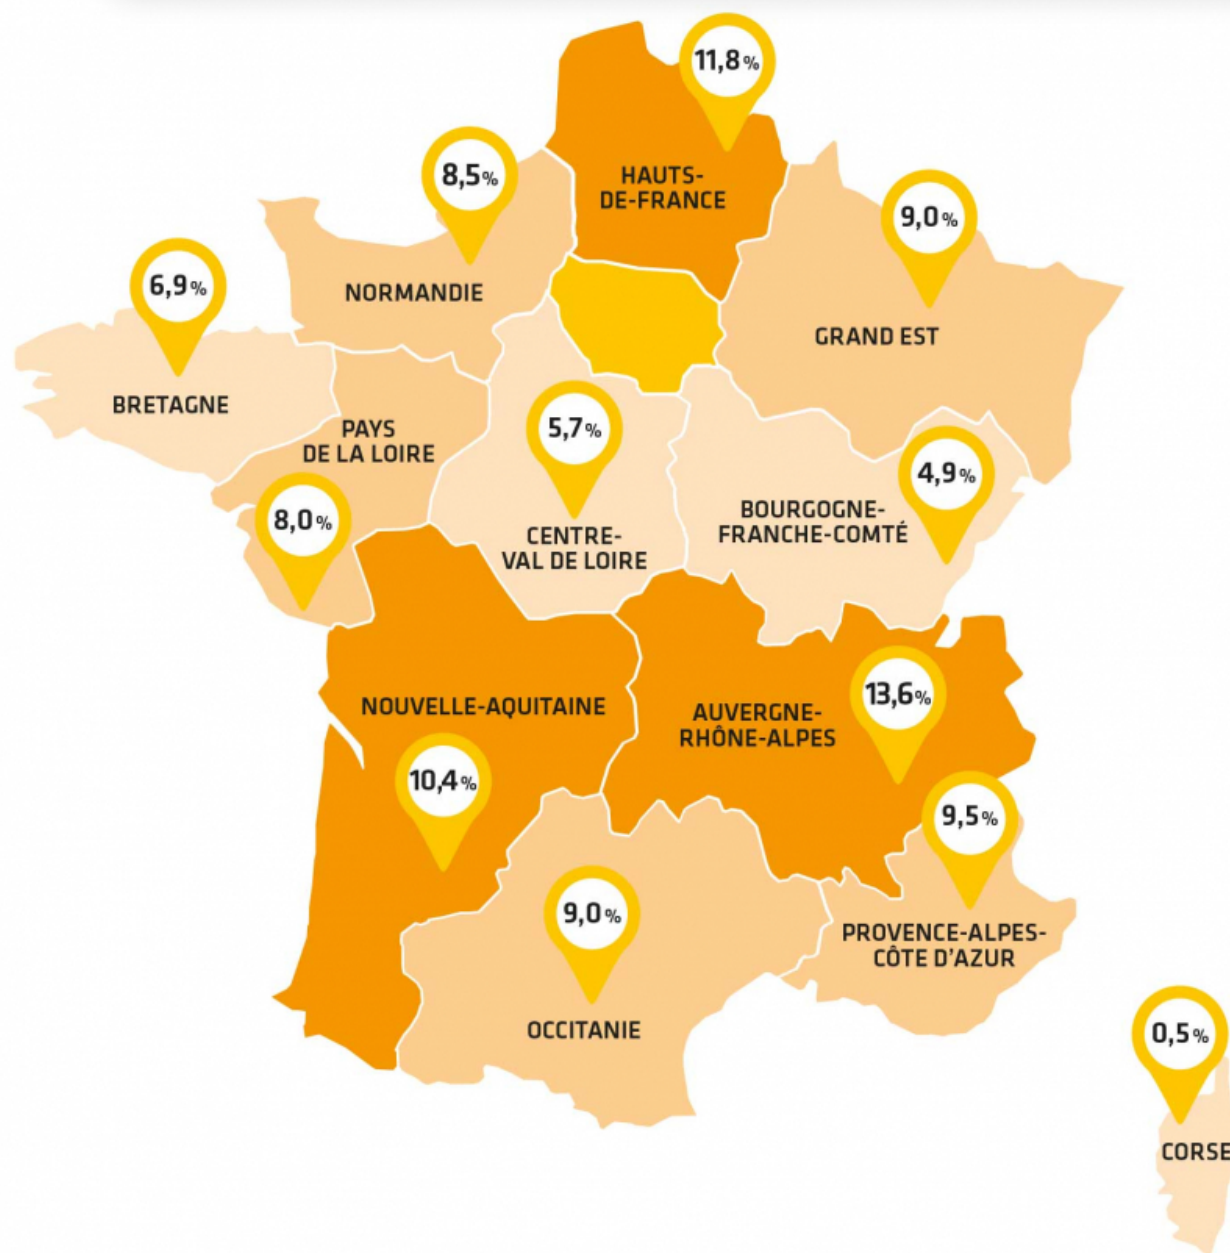 11,8%
HAUTS-
DE-FRANCE
8,5%
NORMANDIE
9,0%
GRAND EST
6,9%
BRETAGNE
PAYS
DE LA LOIRE
8,0%
5,7%
CENTRE-
VAL DE LOIRE
4,9%
BOURGOGNE-
FRANCHE-COMTÉ
NOUVELLE-AQUITAINE
10,4%
13,6%
AUVERGNE-
RHÔNE-ALPES
9,5%
PROVENCE-ALPES-
CÔTE D'AZUR
9,0%
OCCITANIE
0,5%
CORSE